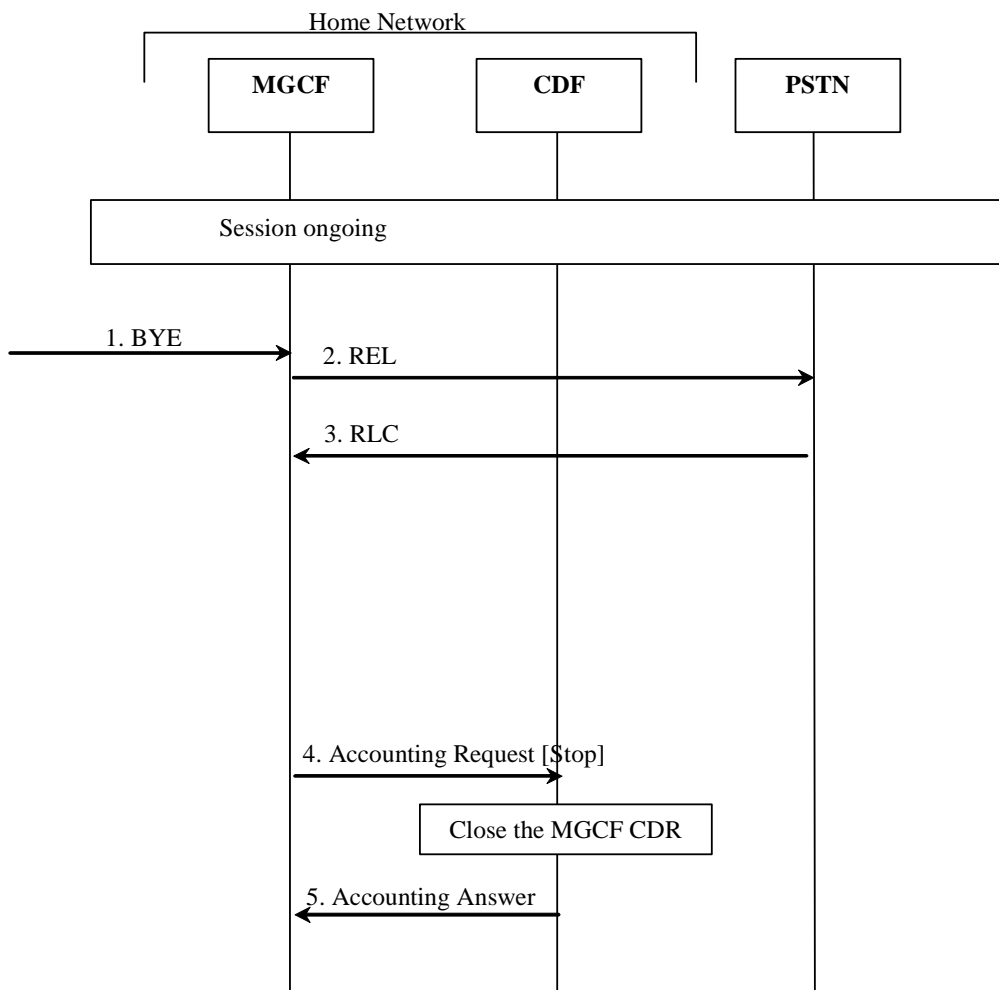 Home Network
MGCF
CDF
PSTN
Session ongoing
1. BYE
2. REL
3. RLC
4. Accounting Request [Stop]
Close the MGCF CDR
5. Accounting Answer